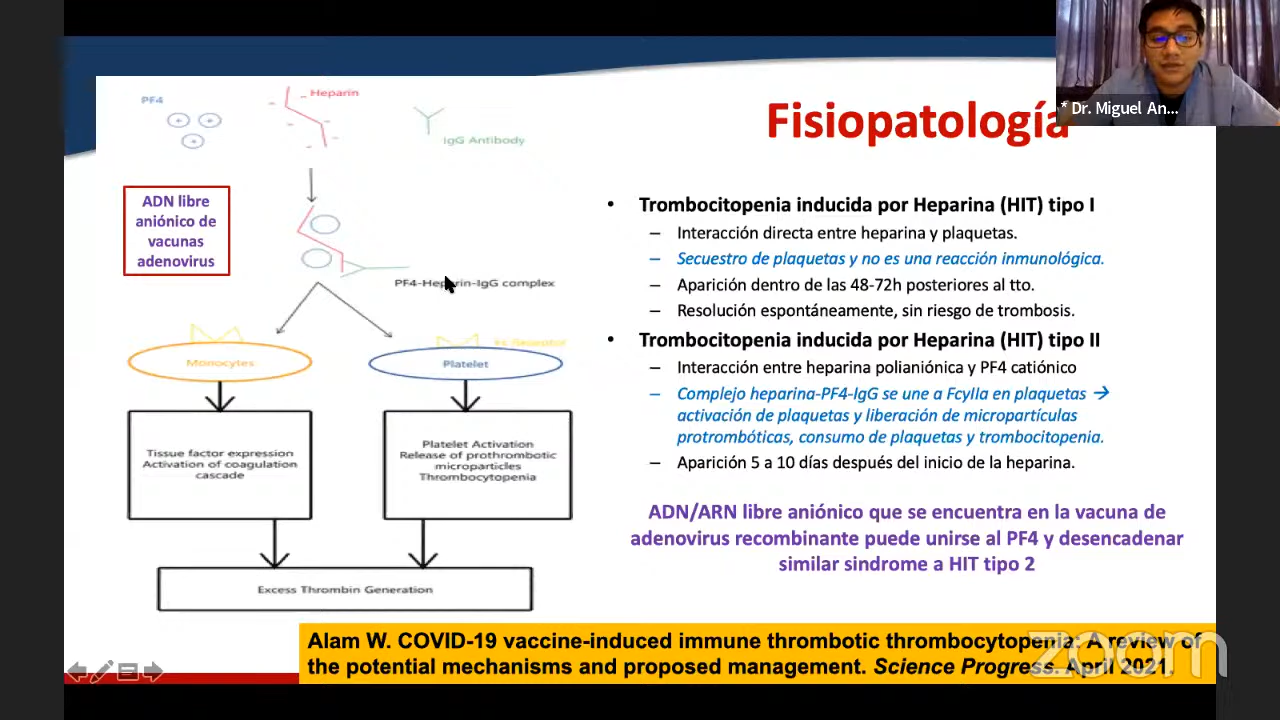 PF4
Heparin
IgG Antibody
ADN libre
aniónico de
vacunas
adenovirus
PF4-Heparin-IgG complex
Monocytes
Platelet
Tissue factor expression
Activation of coagulation
cascade
Platelet Activation
Release of prothrombotic
microparticles
Thrombocytopenia
Excess Thrombin Generation
* Dr. Miguel An...
Fisiopatología
• Trombocitopenia inducida por Heparina (HIT) tipo I
– Interacción directa entre heparina y plaquetas.
– Secuestro de plaquetas y no es una reacción inmunológica.
– Aparición dentro de las 48-72h posteriores al tto.
– Resolución espontáneamente, sin riesgo de trombosis.
• Trombocitopenia inducida por Heparina (HIT) tipo II
– Interacción entre heparina polianiónica y PF4 catiónico
– Complejo heparina-PF4-IgG se une a FcyIIa en plaquetas →
activación de plaquetas y liberación de micropartículas
protrombóticas, consumo de plaquetas y trombocitopenia.
– Aparición 5 a 10 días después del inicio de la heparina.
ADN/ARN libre aniónico que se encuentra en la vacuna de
adenovirus recombinante puede unirse al PF4 y desencadenar
similar sindrome a HIT tipo 2
Alam W. COVID-19 vaccine-induced immune thrombotic thrombocytopenia: A review of
the potential mechanisms and proposed management. Science Progress. April 2021.
zoom